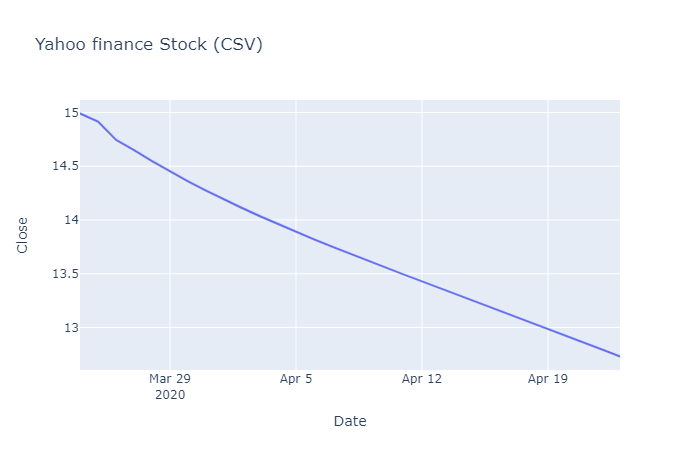 Yahoo finance Stock (CSV)
15
14.5
14
13.5
13
Close
Mar 29
2020
Apr 5
Apr 12
Apr 19
Date